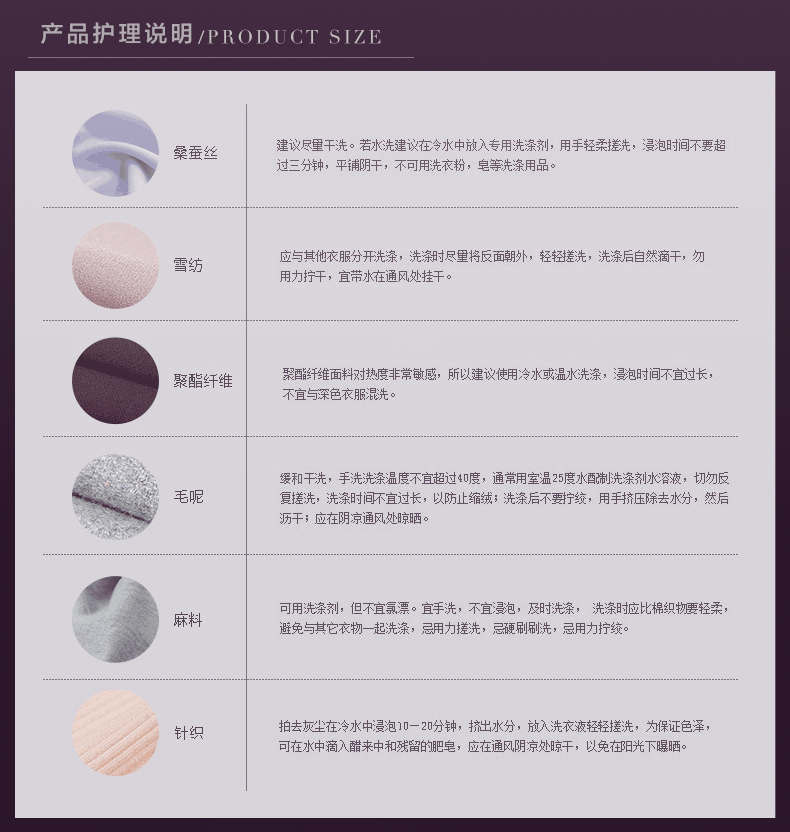 产品护理说明/PRODUCT SIZE
桑蚕丝
建议尽量干洗。若水洗建议在冷水中放入专用洗涤剂，用手轻柔搓洗，浸泡时间不要超
过三分钟，平铺阴干，不可用洗衣粉，皂等洗涤用品。
雪纺
应与其他衣服分开洗涤，洗涤时尽量将反面朝外，轻轻搓洗，洗涤后自然滴干，勿
用力拧干，宜带水在通风处挂干。
聚酯纤维
聚酯纤维面料对热度非常敏感，所以建议使用冷水或温水洗涤，浸泡时间不宜过长，
不宜与深色衣服混洗。
毛呢
缓和干洗，手洗洗涤温度不宜超过40度，通常用室温25度水配制洗涤剂水溶液，切勿反
复搓洗，洗涤时间不宜过长，以防止缩绒；洗涤后不要拧绞，用手挤压除去水分，然后
沥干；应在阴凉通风处晾晒。
麻料
可用洗涤剂，但不宜氯漂。宜手洗，不宜浸泡，及时洗涤， 洗涤时应比棉织物要轻柔，
避免与其它衣物一起洗涤，忌用力搓洗，忌硬刷刷洗，忌用力拧绞。
针织
拍去灰尘在冷水中浸泡10—20分钟，挤出水分，放入洗衣液轻轻搓洗，为保证色泽，
可在水中滴入醋来中和残留的肥皂，应在通风阴凉处晾干，以免在阳光下曝晒。